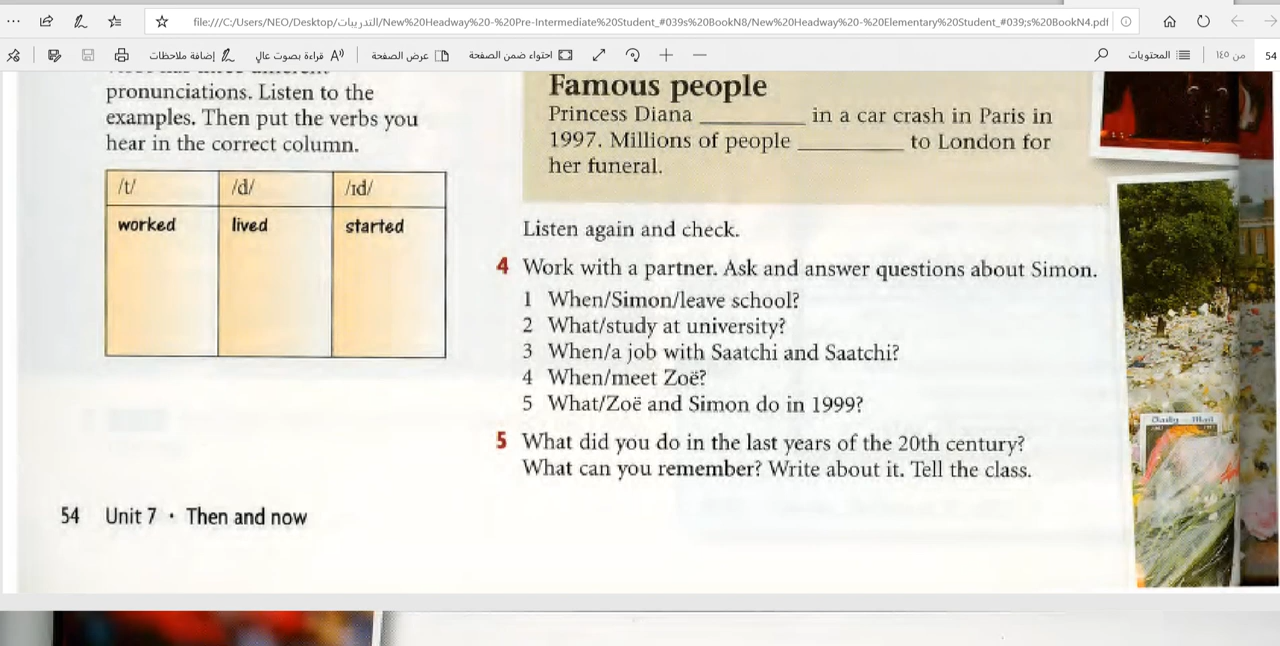 file:///C:/Users/NEO/Desktop/التدريبات/New%20Headway%20-%20Pre-Intermediate%20Student_#039s%20BookN8/New%20Headway%20-%20Elementary%20Student_#039;s%20BookN4.pdf
54 من ١٤٥ المحتويات احتواء ضمن الصفحة عرض الصفحة قراءة بصوت عالٍ إضافة ملاحظات
pronunciations. Listen to the
examples. Then put the verbs you
hear in the correct column.
/t/ /d/ /ɪd/
worked lived started
Famous people
Princess Diana __________ in a car crash in Paris in
1997. Millions of people __________ to London for
her funeral.
Listen again and check.
4 Work with a partner. Ask and answer questions about Simon.
1 When/Simon/leave school?
2 What/study at university?
3 When/a job with Saatchi and Saatchi?
4 When/meet Zoë?
5 What/Zoë and Simon do in 1999?
5 What did you do in the last years of the 20th century?
What can you remember? Write about it. Tell the class.
Daily Mail
54 Unit 7 · Then and now